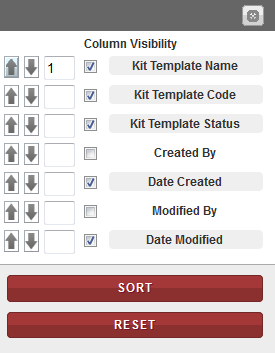 Column Visibility
1 Kit Template Name
Kit Template Code
Kit Template Status
Created By
Date Created
Modified By
Date Modified
SORT
RESET